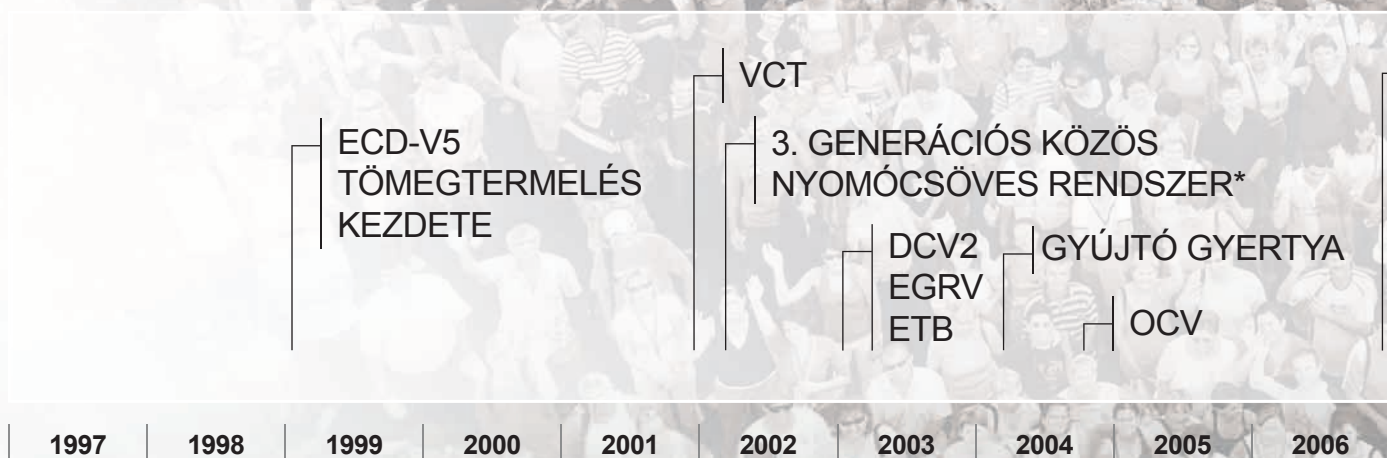 VCT
ECD-V5
TÖMEGTERMELÉS
KEZDETE
3. GENERÁCIÓS KÖZÖS
NYOMÓCSÖVES RENDSZER*
DCV2
EGRV
ETB
GYÚJTÓ GYERTYA
OCV
1997 1998 1999 2000 2001 2002 2003 2004 2005 2006